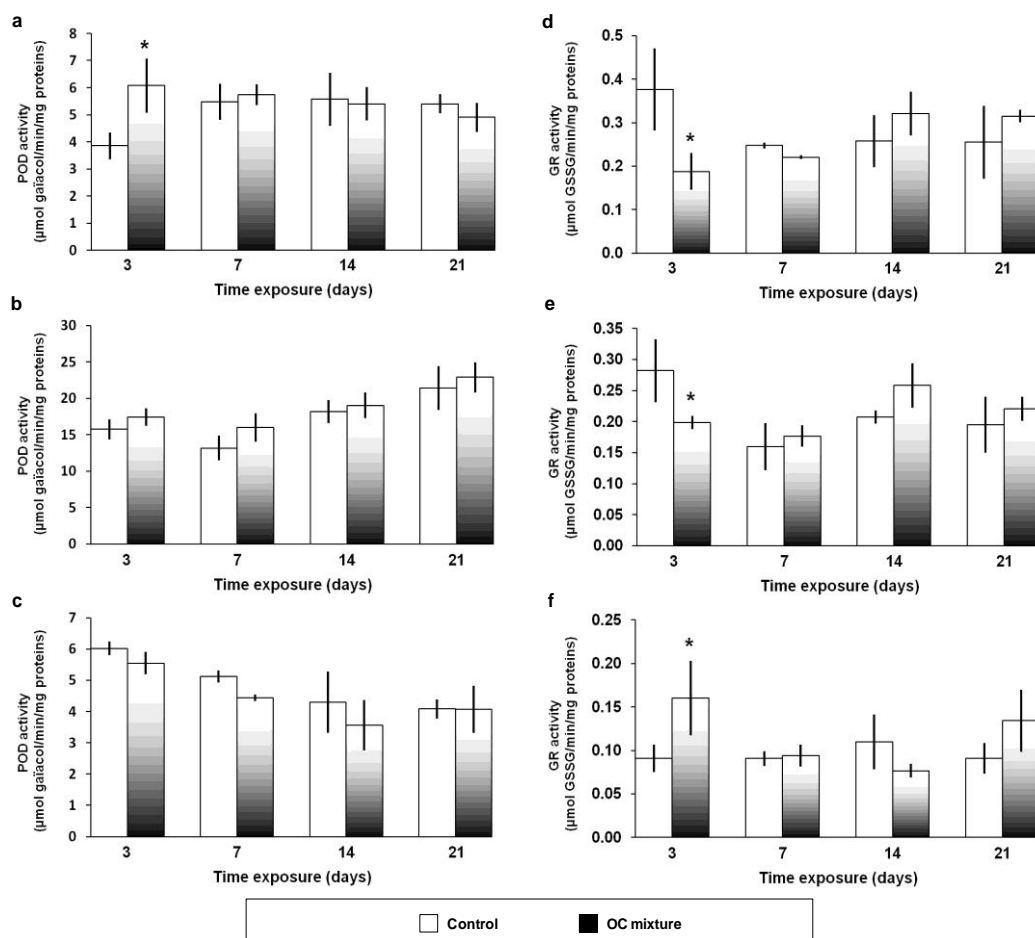 a
POD activity
(µmol gaïacol/min/mg proteins)
8
7
6
5
4
3
2
1
0
*
3 7 14 21
Time exposure (days)
b
POD activity
(µmol gaïacol/min/mg proteins)
30
25
20
15
10
5
0
3 7 14 21
Time exposure (days)
c
POD activity
(µmol gaïacol/min/mg proteins)
7
6
5
4
3
2
1
0
3 7 14 21
Time exposure (days)
d
GR activity
(µmol GSSG/min/mg proteins)
0.5
0.4
0.3
0.2
0.1
0.0
*
3 7 14 21
Time exposure (days)
e
GR activity
(µmol GSSG/min/mg proteins)
0.35
0.30
0.25
0.20
0.15
0.10
0.05
0.00
*
3 7 14 21
Time exposure (days)
f
GR activity
(µmol GSSG/min/mg proteins)
0.25
0.20
0.15
0.10
0.05
0.00
*
3 7 14 21
Time exposure (days)
Control OC mixture